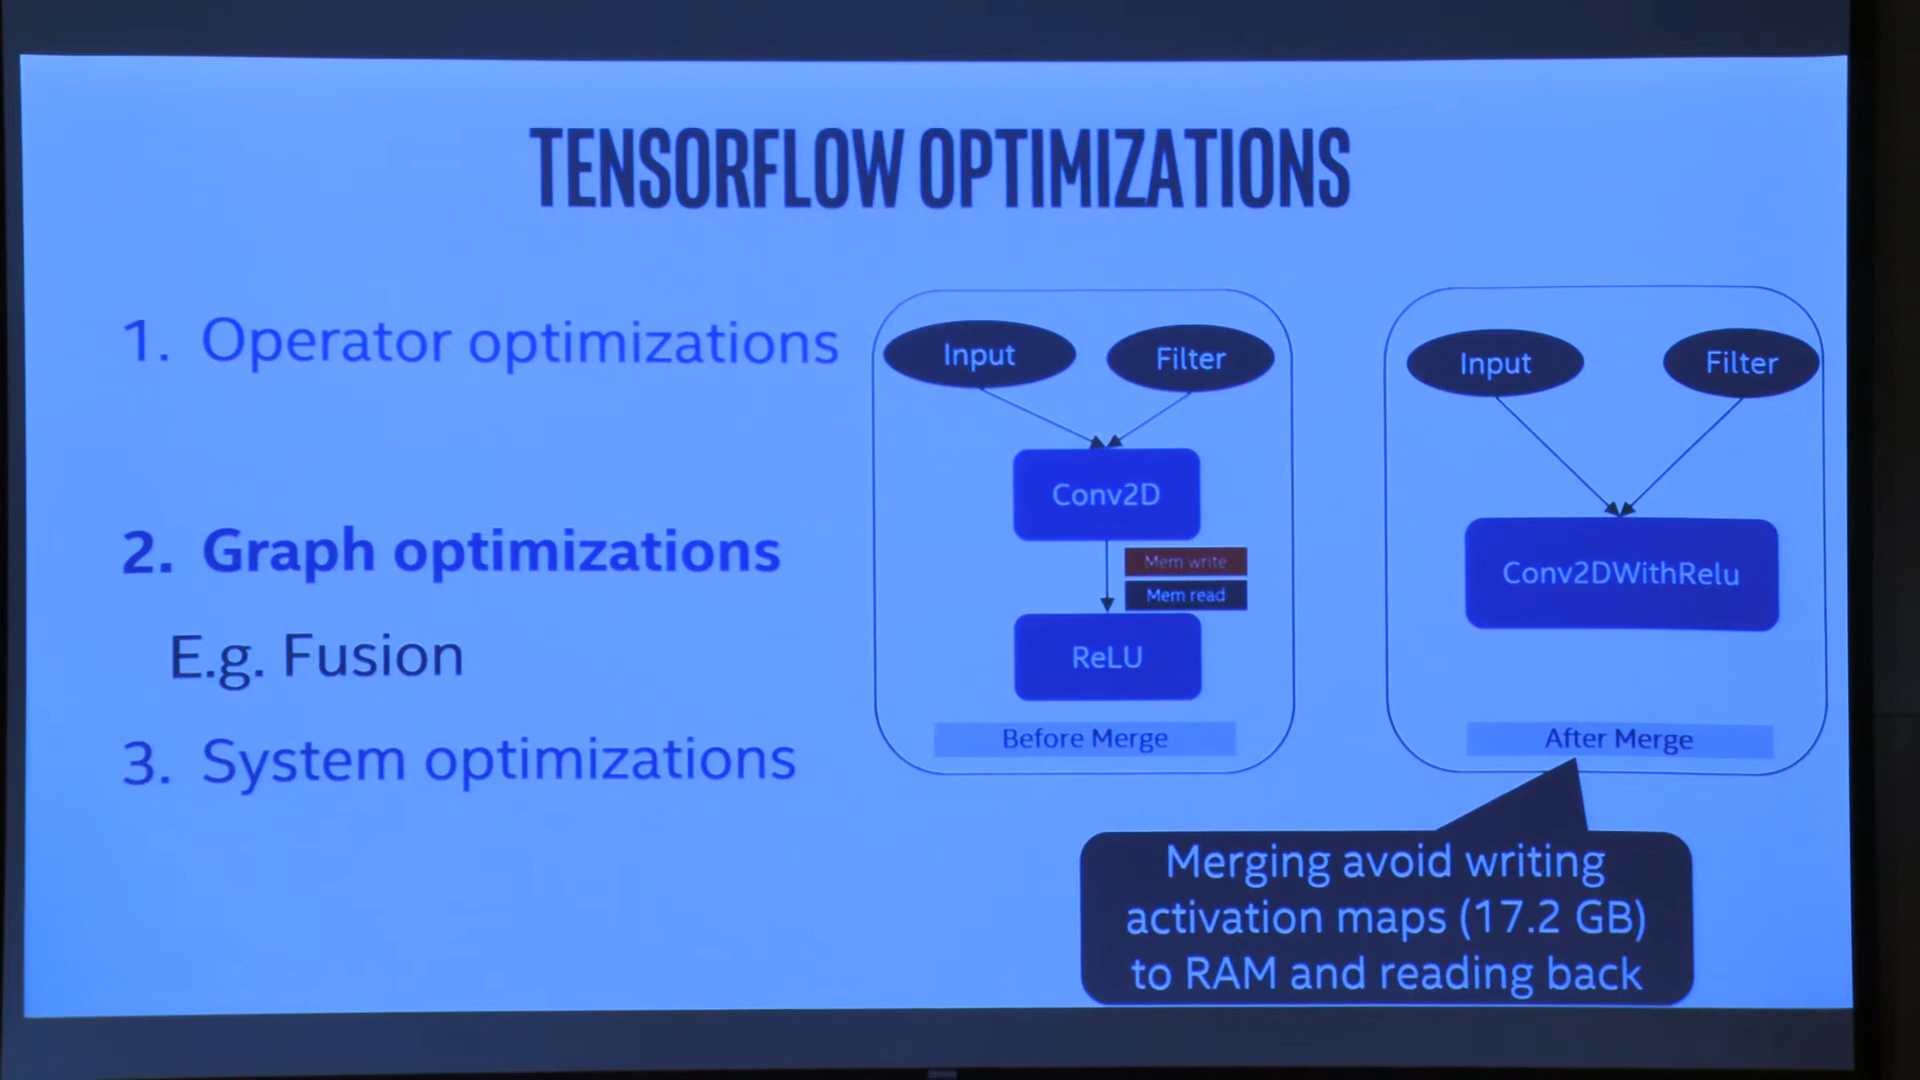 TENSORFLOW OPTIMIZATIONS
1. Operator optimizations
2. Graph optimizations
E.g. Fusion
3. System optimizations
Input
Filter
Conv2D
Mem write
Mem read
ReLU
Before Merge
Input
Filter
Conv2DWithRelu
After Merge
Merging avoid writing
activation maps (17.2 GB)
to RAM and reading back